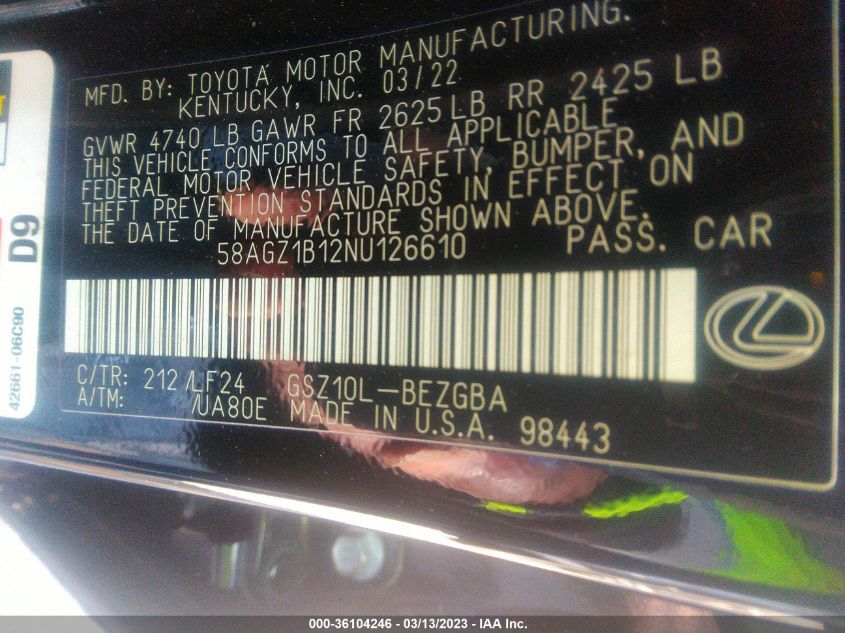 MFD. BY: TOYOTA MOTOR MANUFACTURING.
KENTUCKY, INC. 03/22
GVWR 4740 LB GAWR FR 2625 LB RR 2425 LB
THIS VEHICLE CONFORMS TO ALL APPLICABLE
FEDERAL MOTOR VEHICLE SAFETY, BUMPER, AND
THEFT PREVENTION STANDARDS IN EFFECT ON
THE DATE OF MANUFACTURE SHOWN ABOVE.
58AGZ1B12NU126610 PASS. CAR
C/TR: 212 /LF24 GSZ10L-BEZGBA
A/TM: /UA80E MADE IN U.S.A. 98443
D9
42661-06C90
000-36104246 - 03/13/2023 - IAA Inc.